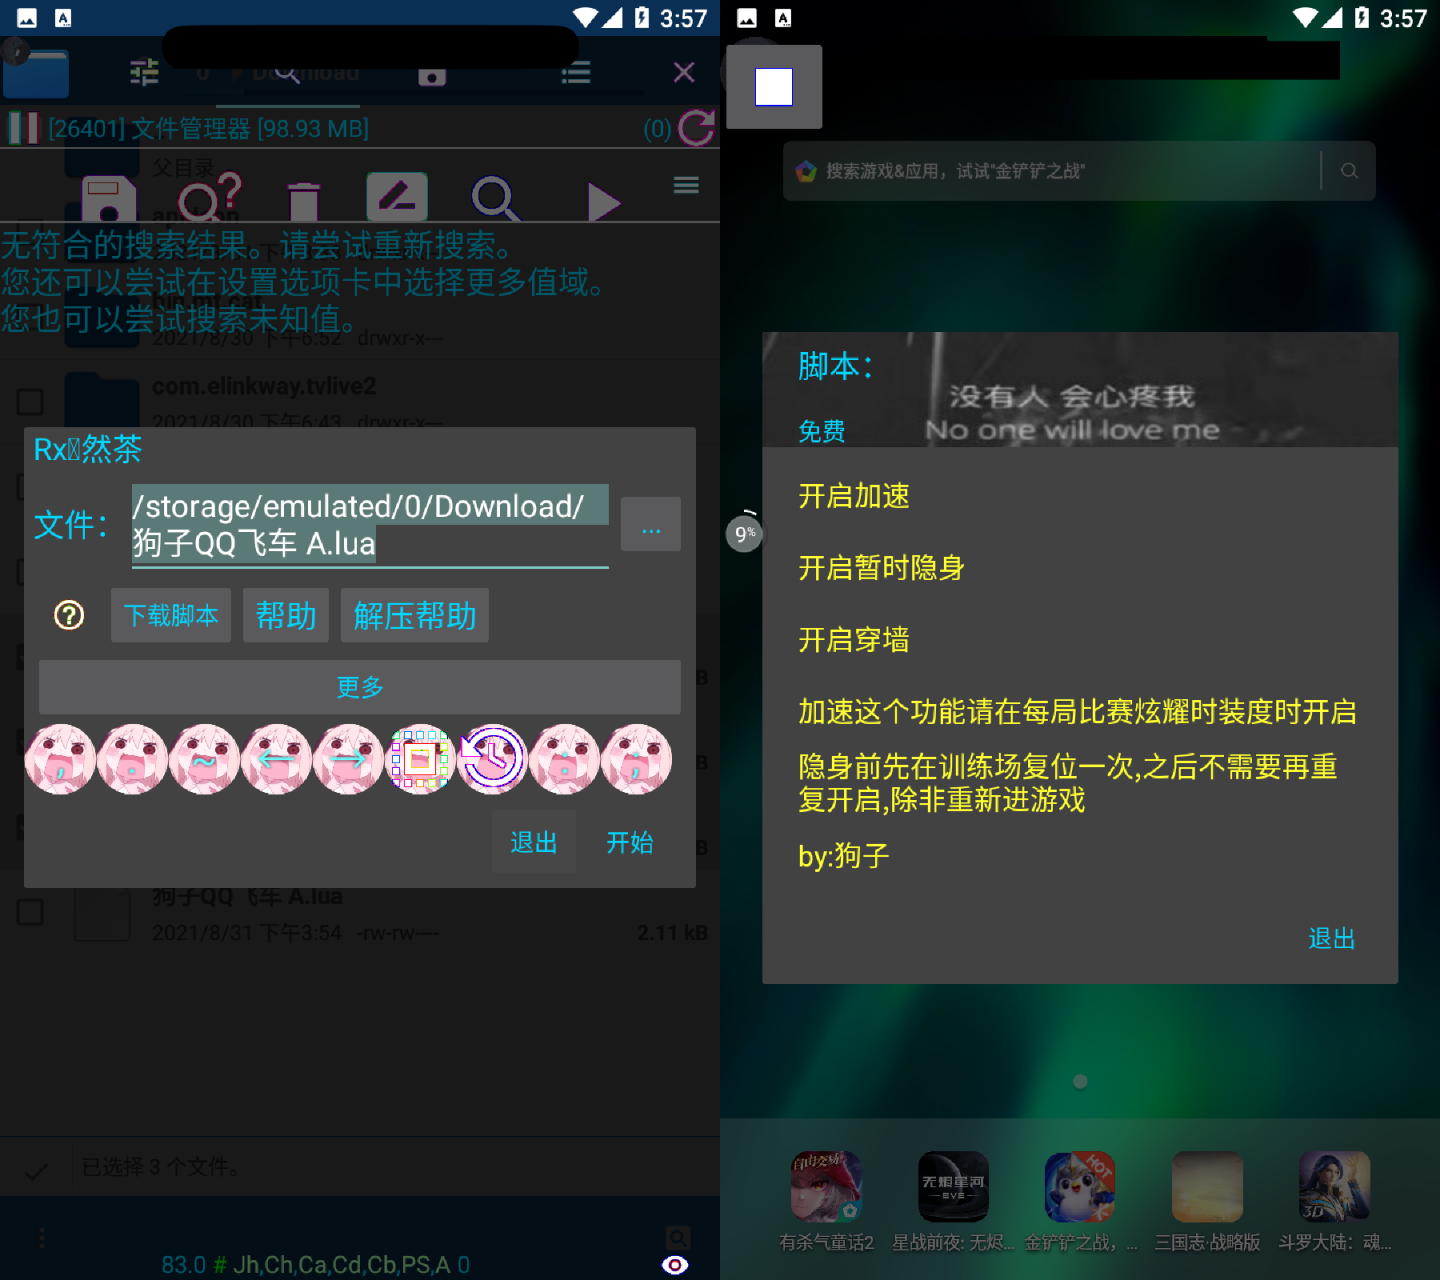 3:57
Download
[26401] 文件管理器 [98.93 MB]
(0)
父目录
无符合的搜索结果。请尝试重新搜索。
您还可以尝试在设置选项卡中选择更多值域。
您也可以尝试搜索未知值。
2021/8/30 下午6:52 drwxr-x---
com.elinkway.tvlive2
2021/8/30 下午6:43 drwxr-x---
文件：
/storage/emulated/0/Download/
狗子QQ飞车 A.lua
...
下载脚本
帮助
解压帮助
更多
, . ~ ← → : ;
退出
开始
狗子QQ飞车 A.lua
2021/8/31 下午3:54 -rw-rw----
2.11 kB
已选择 3 个文件。
83.0 # Jh,Ch,Ca,Cd,Cb,PS,A 0
3:57
搜索游戏&应用，试试"金铲铲之战"
脚本：
没有人 会心疼我
免费
No one will love me
开启加速
9%
开启暂时隐身
开启穿墙
加速这个功能请在每局比赛炫耀时装度时开启
隐身前先在训练场复位一次,之后不需要再重
复开启,除非重新进游戏
by:狗子
退出
自由交易
无烬星河
EVE
HOT
3D
有杀气童话2
星战前夜: 无烬...
金铲铲之战，...
三国志·战略版
斗罗大陆：魂...